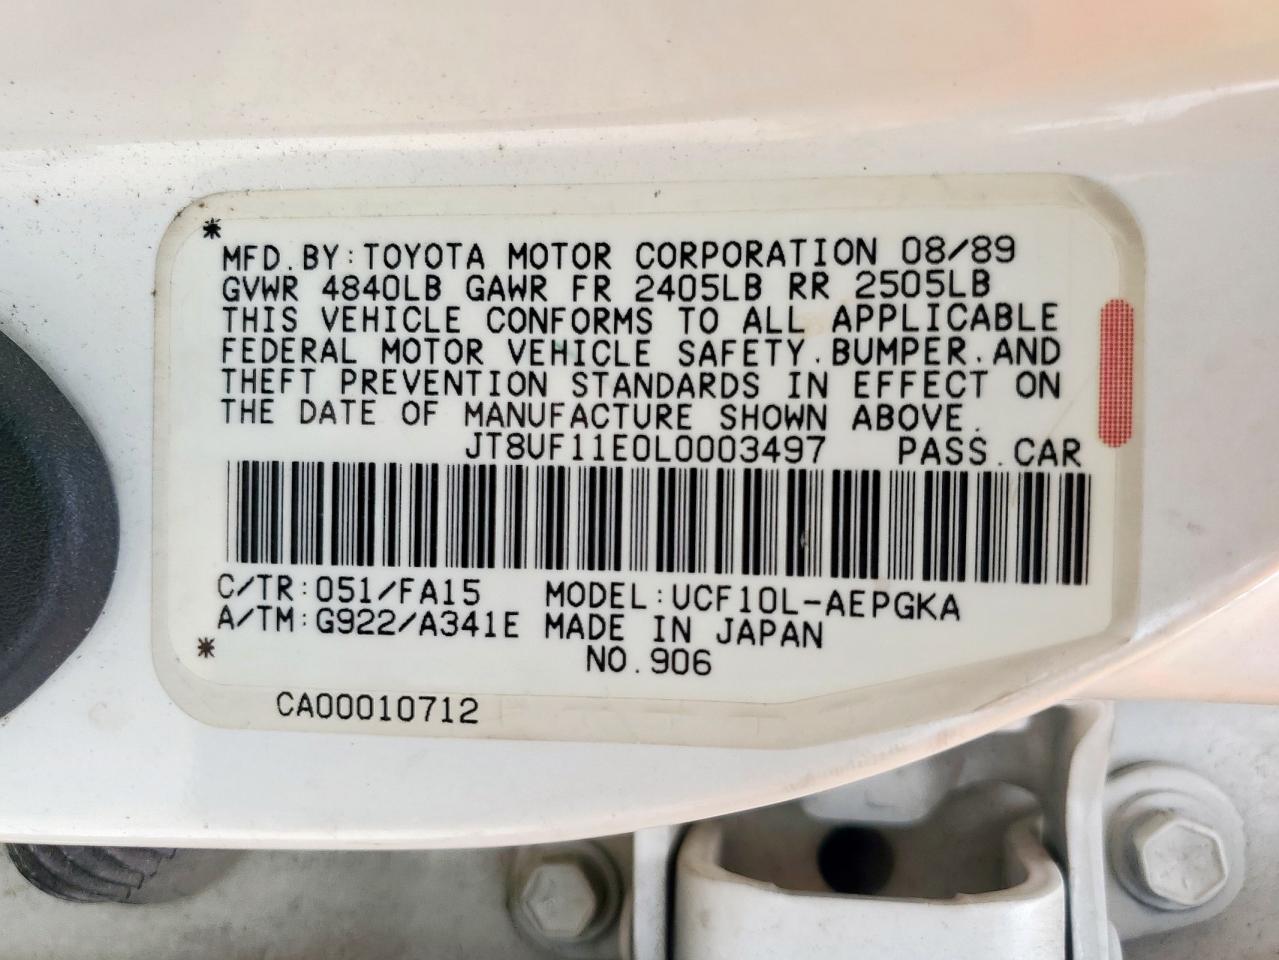 MFD. BY: TOYOTA MOTOR CORPORATION 08/89
GVWR 4840LB GAWR FR 2405LB RR 2505LB
THIS VEHICLE CONFORMS TO ALL APPLICABLE
FEDERAL MOTOR VEHICLE SAFETY. BUMPER. AND
THEFT PREVENTION STANDARDS IN EFFECT ON
THE DATE OF MANUFACTURE SHOWN ABOVE.
JT8UF11E0L0003497 PASS. CAR
C/TR: 051/FA15 MODEL: UCF10L-AEPGKA
A/TM: G922/A341E MADE IN JAPAN
NO. 906
CA00010712